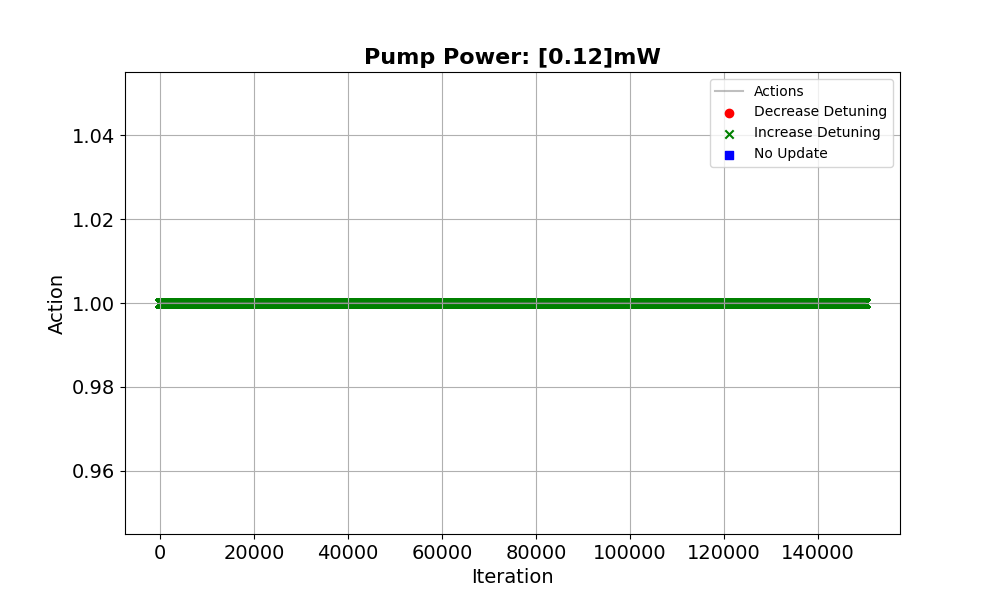 Pump Power: [0.12]mW
Actions
Decrease Detuning
Increase Detuning
No Update
1.04
1.02
1.00
0.98
0.96
Action
0 20000 40000 60000 80000 100000 120000 140000
Iteration